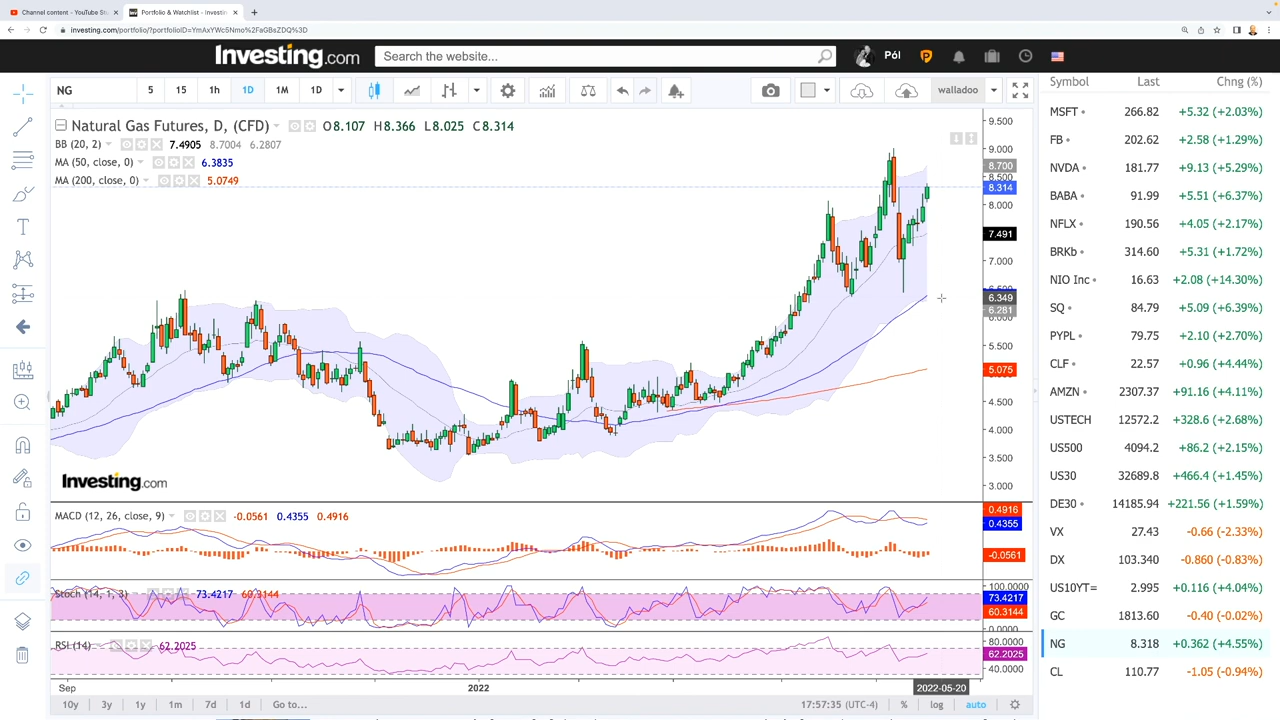 Channel content - YouTube Stu
Portfolio & Watchlist - Investin
investing.com/portfolio/?portfolioID=YmAxYWc5Nmo%2FaGBsZDQ%3D
Investing.com
Search the website...
Pól
NG 5 15 1h 1D 1M 1D walladoo
Natural Gas Futures, D, (CFD) O8.107 H8.366 L8.025 C8.314
BB (20, 2) 7.4905 8.7004 6.2807
MA (50, close, 0) 6.3835
MA (200, close, 0) 5.0749
9.500
9.000
8.700
8.500
8.314
8.000
7.491
7.000
6.349
6.281
5.500
5.075
4.500
4.000
3.500
3.000
Investing.com
MACD (12, 26, close, 9) -0.0561 0.4355 0.4916
0.4916
0.4355
-0.0561
Stoch (14, 1, 3) 73.4217 60.3144
100.0000
73.4217
60.3144
0.0000
RSI (14) 62.2025
80.0000
62.2025
40.0000
Sep 2022 2022-05-20
10y 3y 1y 1m 7d 1d Go to... 17:57:35 (UTC-4) % log auto
Symbol Last Chng (%)
MSFT 266.82 +5.32 (+2.03%)
FB 202.62 +2.58 (+1.29%)
NVDA 181.77 +9.13 (+5.29%)
BABA 91.99 +5.51 (+6.37%)
NFLX 190.56 +4.05 (+2.17%)
BRKb 314.60 +5.31 (+1.72%)
NIO Inc 16.63 +2.08 (+14.30%)
SQ 84.79 +5.09 (+6.39%)
PYPL 79.75 +2.10 (+2.70%)
CLF 22.57 +0.96 (+4.44%)
AMZN 2307.37 +91.16 (+4.11%)
USTECH 12572.2 +328.6 (+2.68%)
US500 4094.2 +86.2 (+2.15%)
US30 32689.8 +466.4 (+1.45%)
DE30 14185.94 +221.56 (+1.59%)
VX 27.43 -0.66 (-2.33%)
DX 103.340 -0.860 (-0.83%)
US10YT= 2.995 +0.116 (+4.04%)
GC 1813.60 -0.40 (-0.02%)
NG 8.318 +0.362 (+4.55%)
CL 110.77 -1.05 (-0.94%)